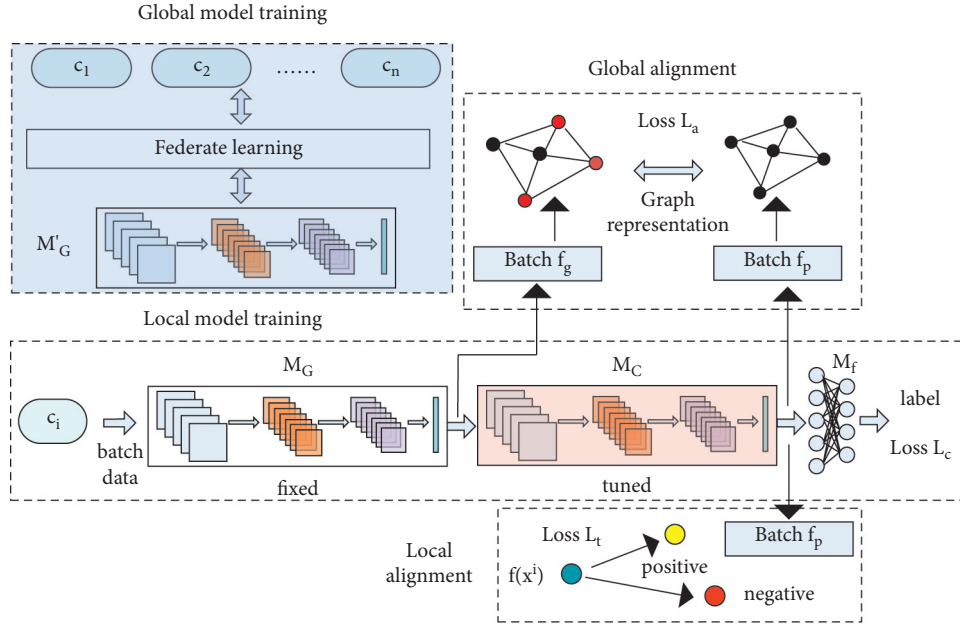 Global model training
c1 c2 ...... cn
Federate learning
M'G
Global alignment
Loss La
Graph
representation
Batch fg
Batch fp
Local model training
MG
MC
Mf
ci
batch
data
fixed
tuned
label
Loss Lc
Local
alignment
Loss Lt
f(x^i)
positive
negative
Batch fp